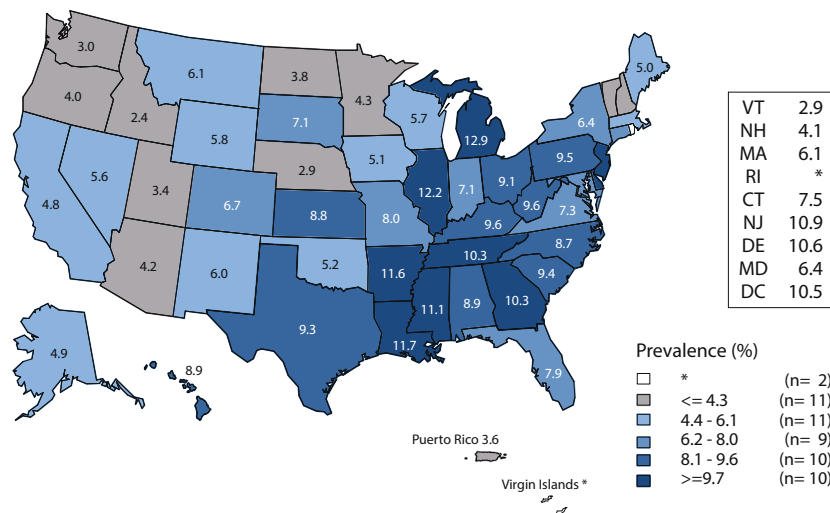 3.0
4.0
2.4
6.1
3.8
4.3
5.7
5.0
5.8
7.1
12.9
6.4
5.6
3.4
2.9
5.1
9.5
4.8
6.7
8.8
8.0
12.2
7.1
9.1
9.6
7.3
9.6
4.2
6.0
5.2
11.6
10.3
8.7
9.4
9.3
11.7
11.1
8.9
10.3
4.9
8.9
7.9
VT 2.9
NH 4.1
MA 6.1
RI *
CT 7.5
NJ 10.9
DE 10.6
MD 6.4
DC 10.5
Prevalence (%)
* (n= 2)
<= 4.3 (n= 11)
4.4 - 6.1 (n= 11)
6.2 - 8.0 (n= 9)
8.1 - 9.6 (n= 10)
>=9.7 (n= 10)
Puerto Rico 3.6
Virgin Islands *